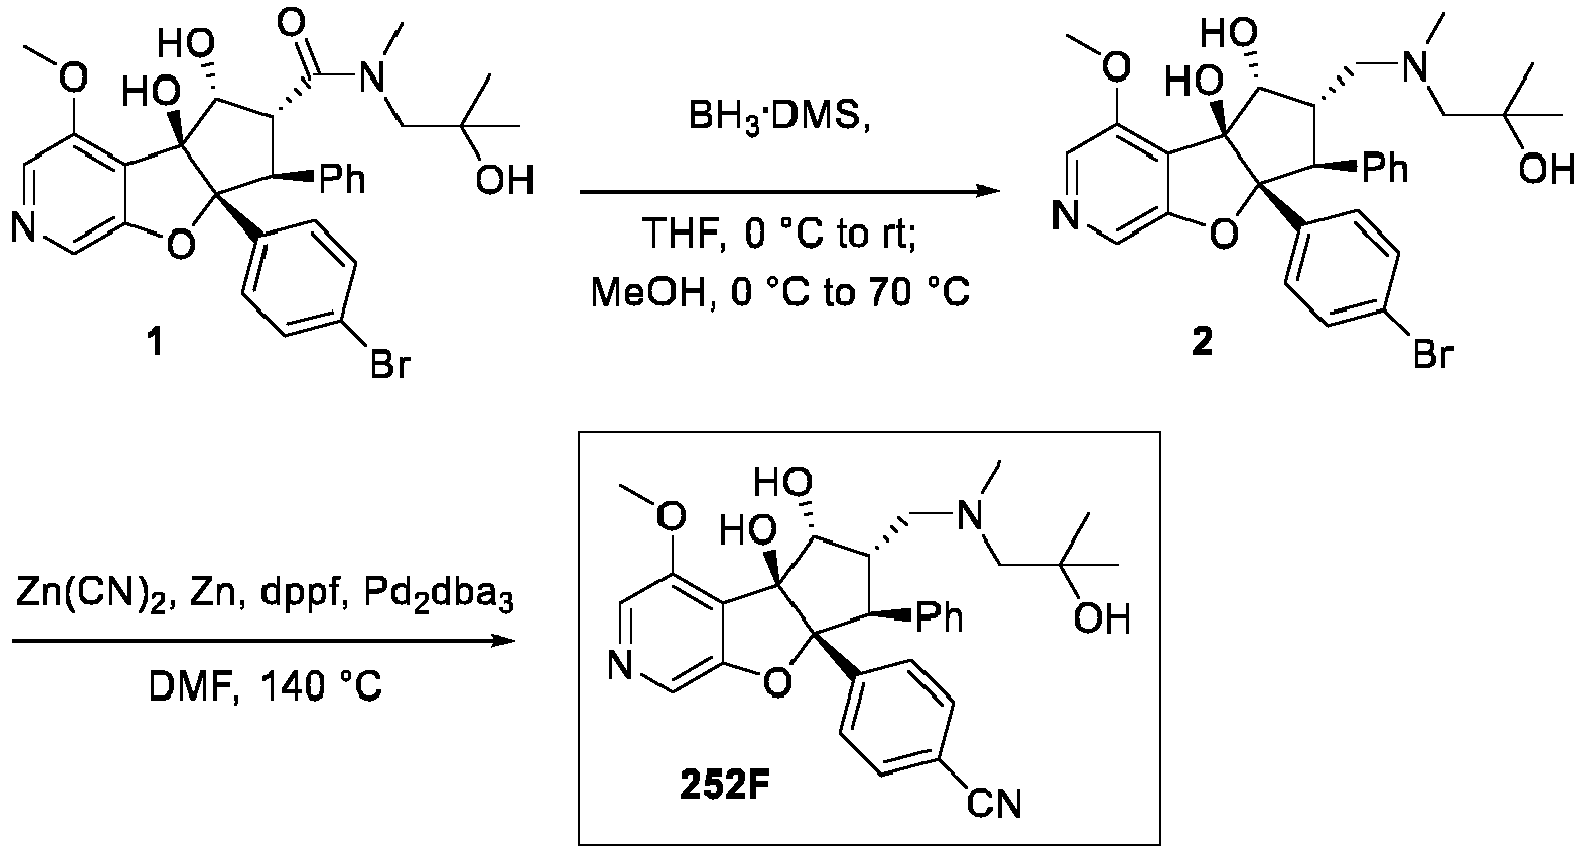 HO
O
O
HO
N
OH
Ph
N
O
Br
1
BH₃·DMS,
THF, 0 °C to rt;
MeOH, 0 °C to 70 °C
HO
O
HO
N
OH
Ph
N
O
Br
2
Zn(CN)₂, Zn, dppf, Pd₂dba₃
DMF, 140 °C
HO
O
HO
N
OH
Ph
N
O
CN
252F